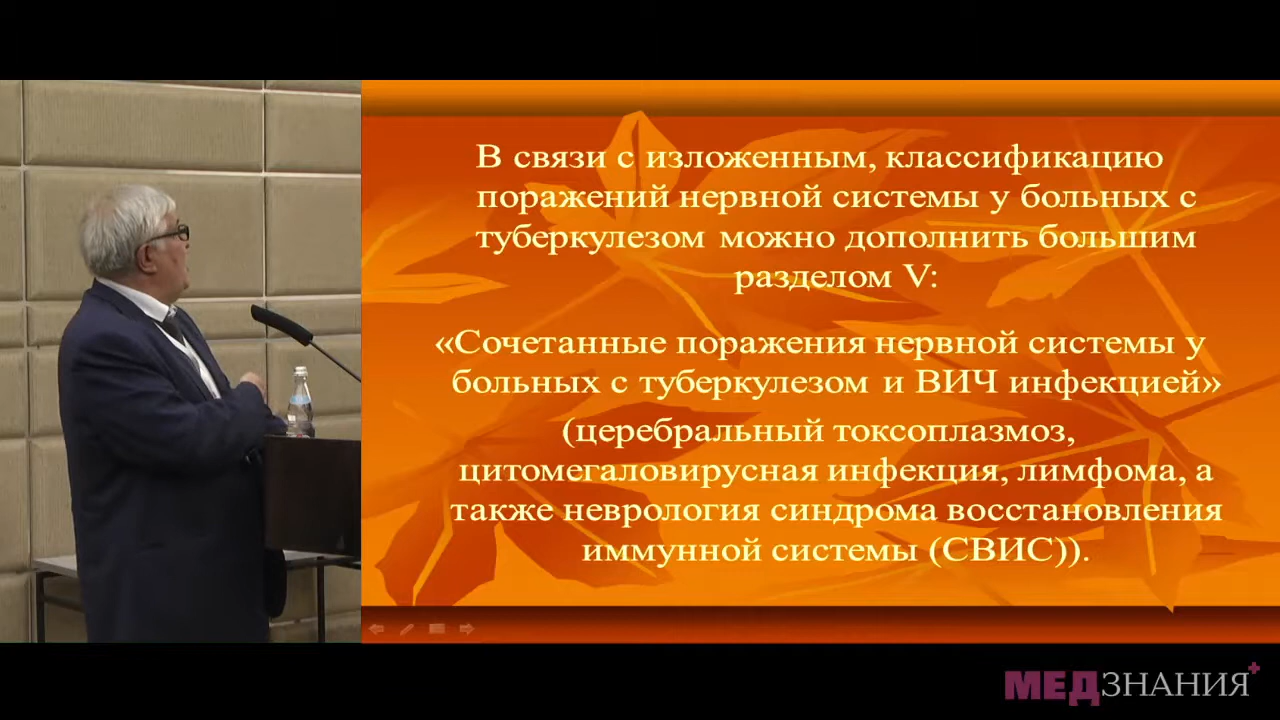 В связи с изложенным, классификацию
поражений нервной системы у больных с
туберкулезом можно дополнить большим
разделом V:
«Сочетанные поражения нервной системы у
больных с туберкулезом и ВИЧ инфекцией»
(церебральный токсоплазмоз,
цитомегаловирусная инфекция, лимфома, а
также неврология синдрома восстановления
иммунной системы (СВИС)).
МЕДЗНАНИЯ+